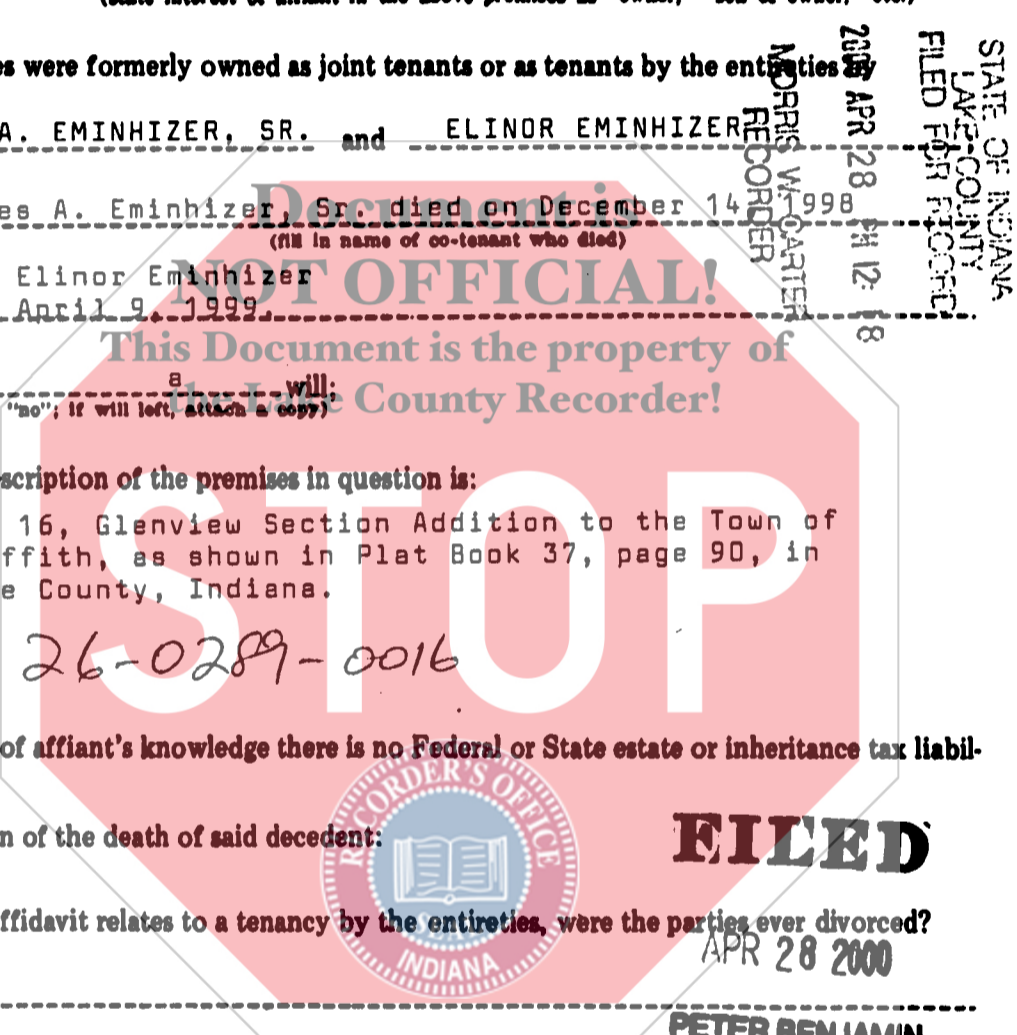 es were formerly owned as joint tenants or as tenants by the entireties by
A. EMINHIZER, SR. and ELINOR EMINHIZER
es A. Eminhizer, Sr. died on December 14, 1998
(fill in name of co-tenant who died)
Elinor Eminhizer
April 9, 1999.
a will;
"no"; if will left, attach a copy)
scription of the premises in question is:
16, Glenview Section Addition to the Town of
ffith, as shown in Plat Book 37, page 90, in
e County, Indiana.
26-0289-0016
of affiant's knowledge there is no Federal or State estate or inheritance tax liabil-
n of the death of said decedent:
FILED
ffidavit relates to a tenancy by the entireties, were the parties ever divorced?
APR 28 2000
PETER BENJAMIN
STATE OF INDIANA
LAKE COUNTY
FILED FOR RECORD
APR 28
MORRIS W. CARTER
RECORDER
Document is
NOT OFFICIAL!
This Document is the property of
the Lake County Recorder!
STOP
RECORDER'S OFFICE
SEAL
INDIANA